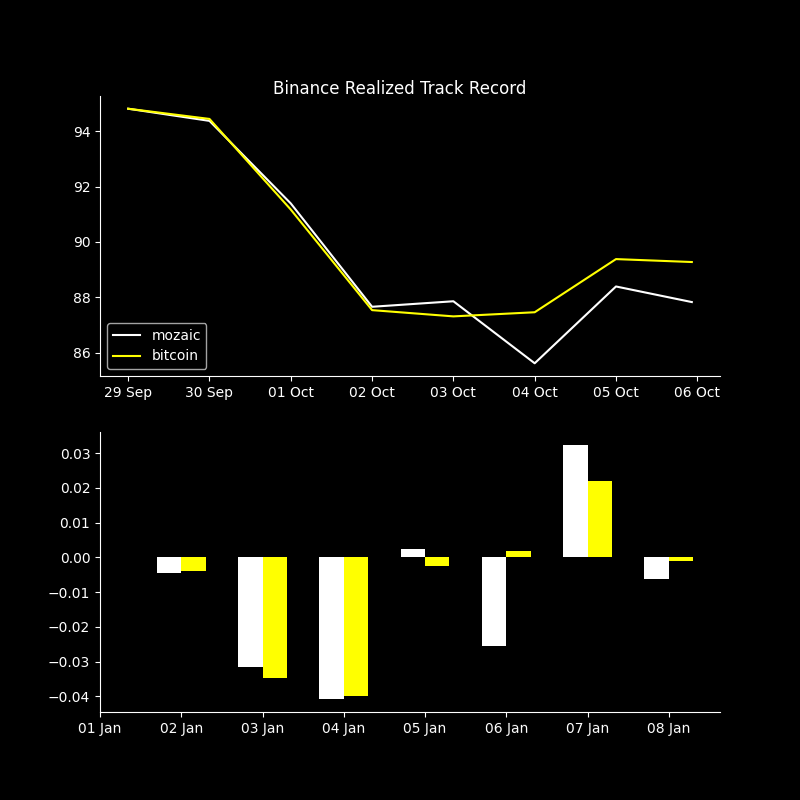 Binance Realized Track Record
94
92
90
88
86
mozaic
bitcoin
29 Sep 30 Sep 01 Oct 02 Oct 03 Oct 04 Oct 05 Oct 06 Oct
0.03
0.02
0.01
0.00
−0.01
−0.02
−0.03
−0.04
01 Jan 02 Jan 03 Jan 04 Jan 05 Jan 06 Jan 07 Jan 08 Jan